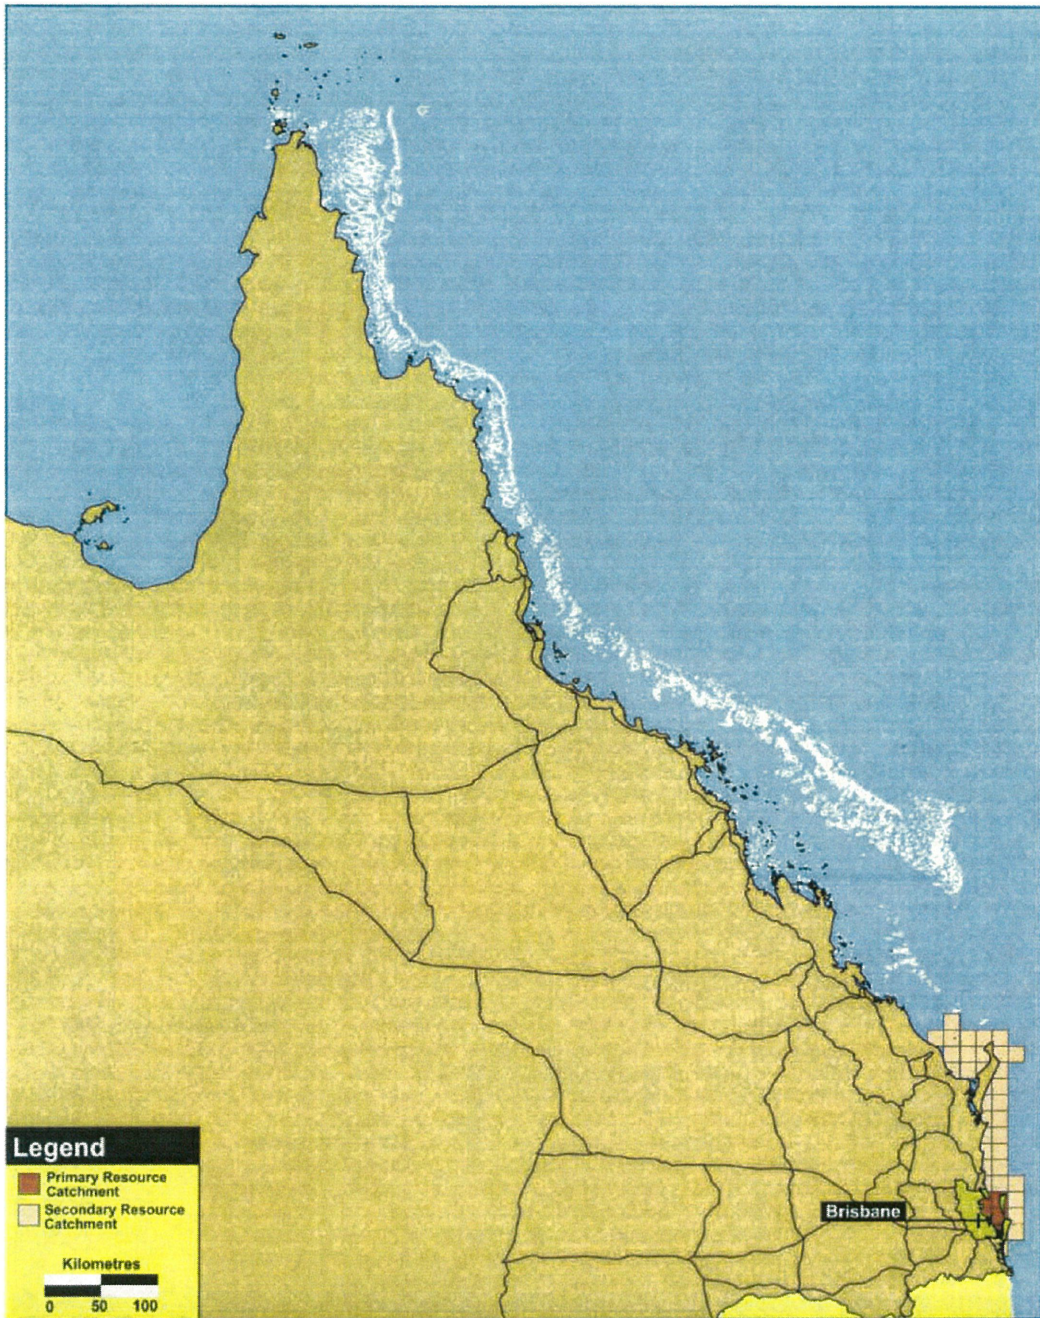 Brisbane
Legend
Primary Resource
Catchment
Secondary Resource
Catchment
Kilometres
0 50 100